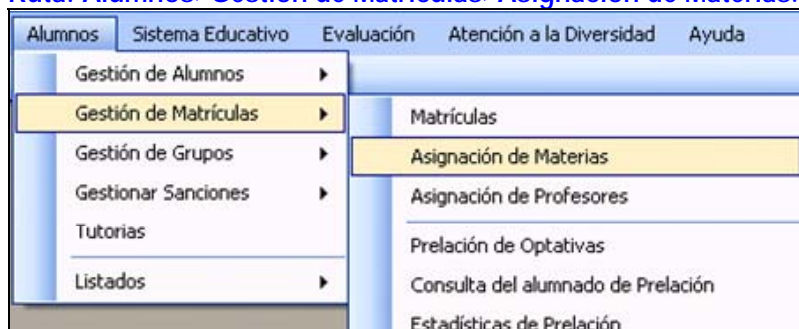 Ruta: Alumnos: Gestión de Matrículas: Asignación de Materias.
Alumnos Sistema Educativo Evaluación Atención a la Diversidad Ayuda
Gestión de Alumnos
Gestión de Matrículas
Gestión de Grupos
Gestionar Sanciones
Tutorias
Listados
Matrículas
Asignación de Materias
Asignación de Profesores
Prelación de Optativas
Consulta del alumnado de Prelación
Estadísticas de Prelación